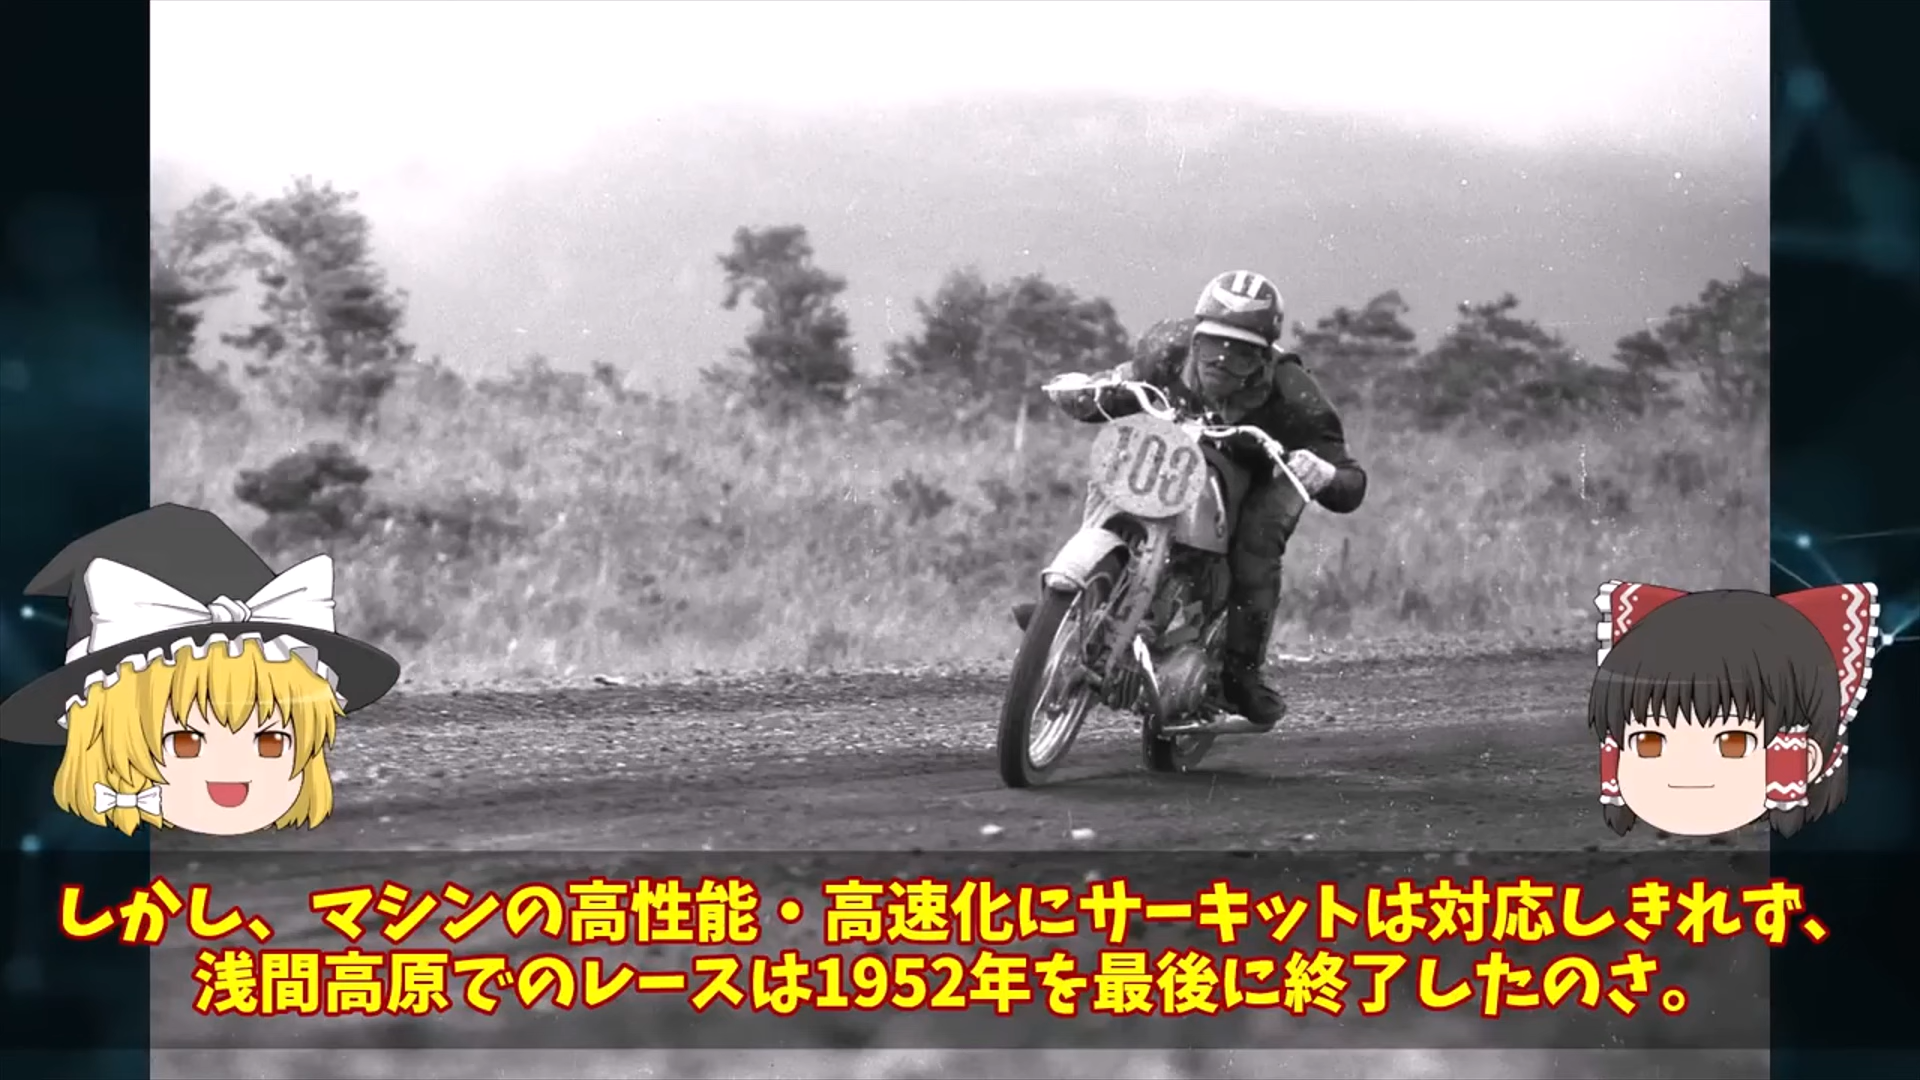 103
しかし、マシンの高性能・高速化にサーキットは対応しきれず、
浅間高原でのレースは1952年を最後に終了したのさ。